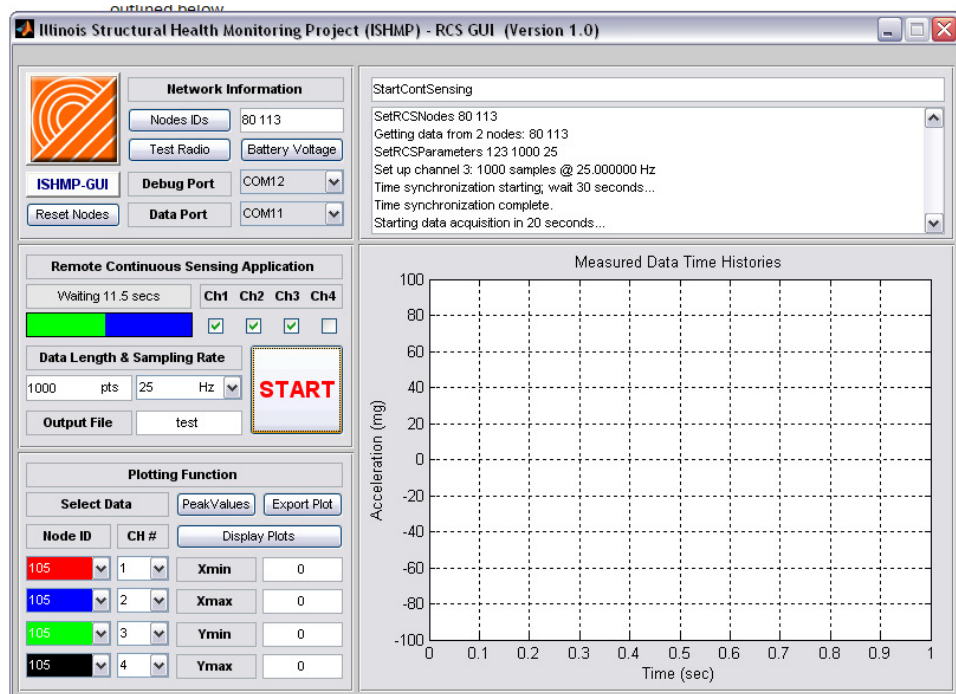 outlined below
Illinois Structural Health Monitoring Project (ISHMP) - RCS GUI (Version 1.0)
Network Information
Nodes IDs 80 113
Test Radio Battery Voltage
ISHMP-GUI Debug Port COM12
Reset Nodes Data Port COM11
StartContSensing
SetRCSNodes 80 113
Getting data from 2 nodes: 80 113
SetRCSParameters 123 1000 25
Set up channel 3: 1000 samples @ 25.000000 Hz
Time synchronization starting; wait 30 seconds...
Time synchronization complete.
Starting data acquisition in 20 seconds...
Remote Continuous Sensing Application
Waiting 11.5 secs Ch1 Ch2 Ch3 Ch4
Data Length & Sampling Rate
1000 pts 25 Hz
START
Output File test
Plotting Function
Select Data PeakValues Export Plot
Node ID CH # Display Plots
105 1 Xmin 0
105 2 Xmax 0
105 3 Ymin 0
105 4 Ymax 0
Measured Data Time Histories
Acceleration (mg)
100
80
60
40
20
0
-20
-40
-60
-80
-100
0 0.1 0.2 0.3 0.4 0.5 0.6 0.7 0.8 0.9 1
Time (sec)